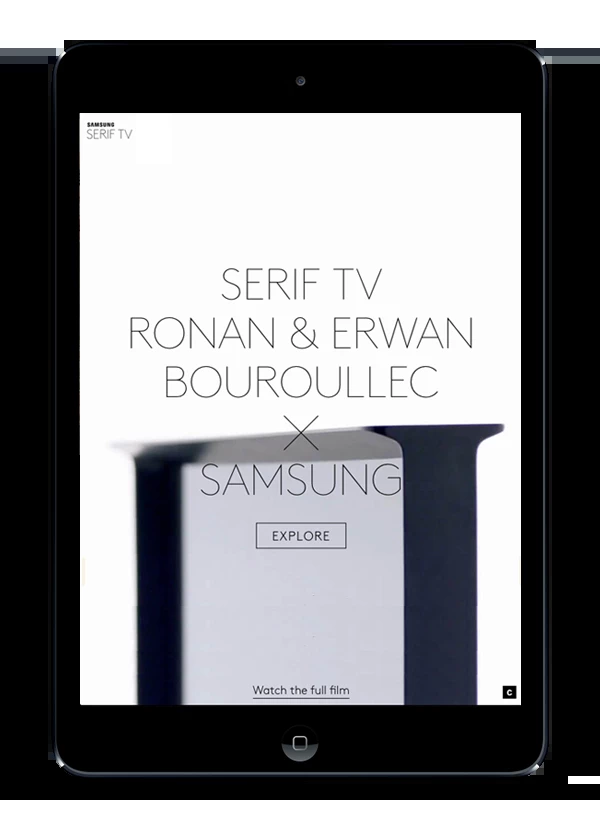 SAMSUNG
SERIF TV
SERIF TV
RONAN & ERWAN
BOUROULLEC
X
SAMSUNG
EXPLORE
Watch the full film
C